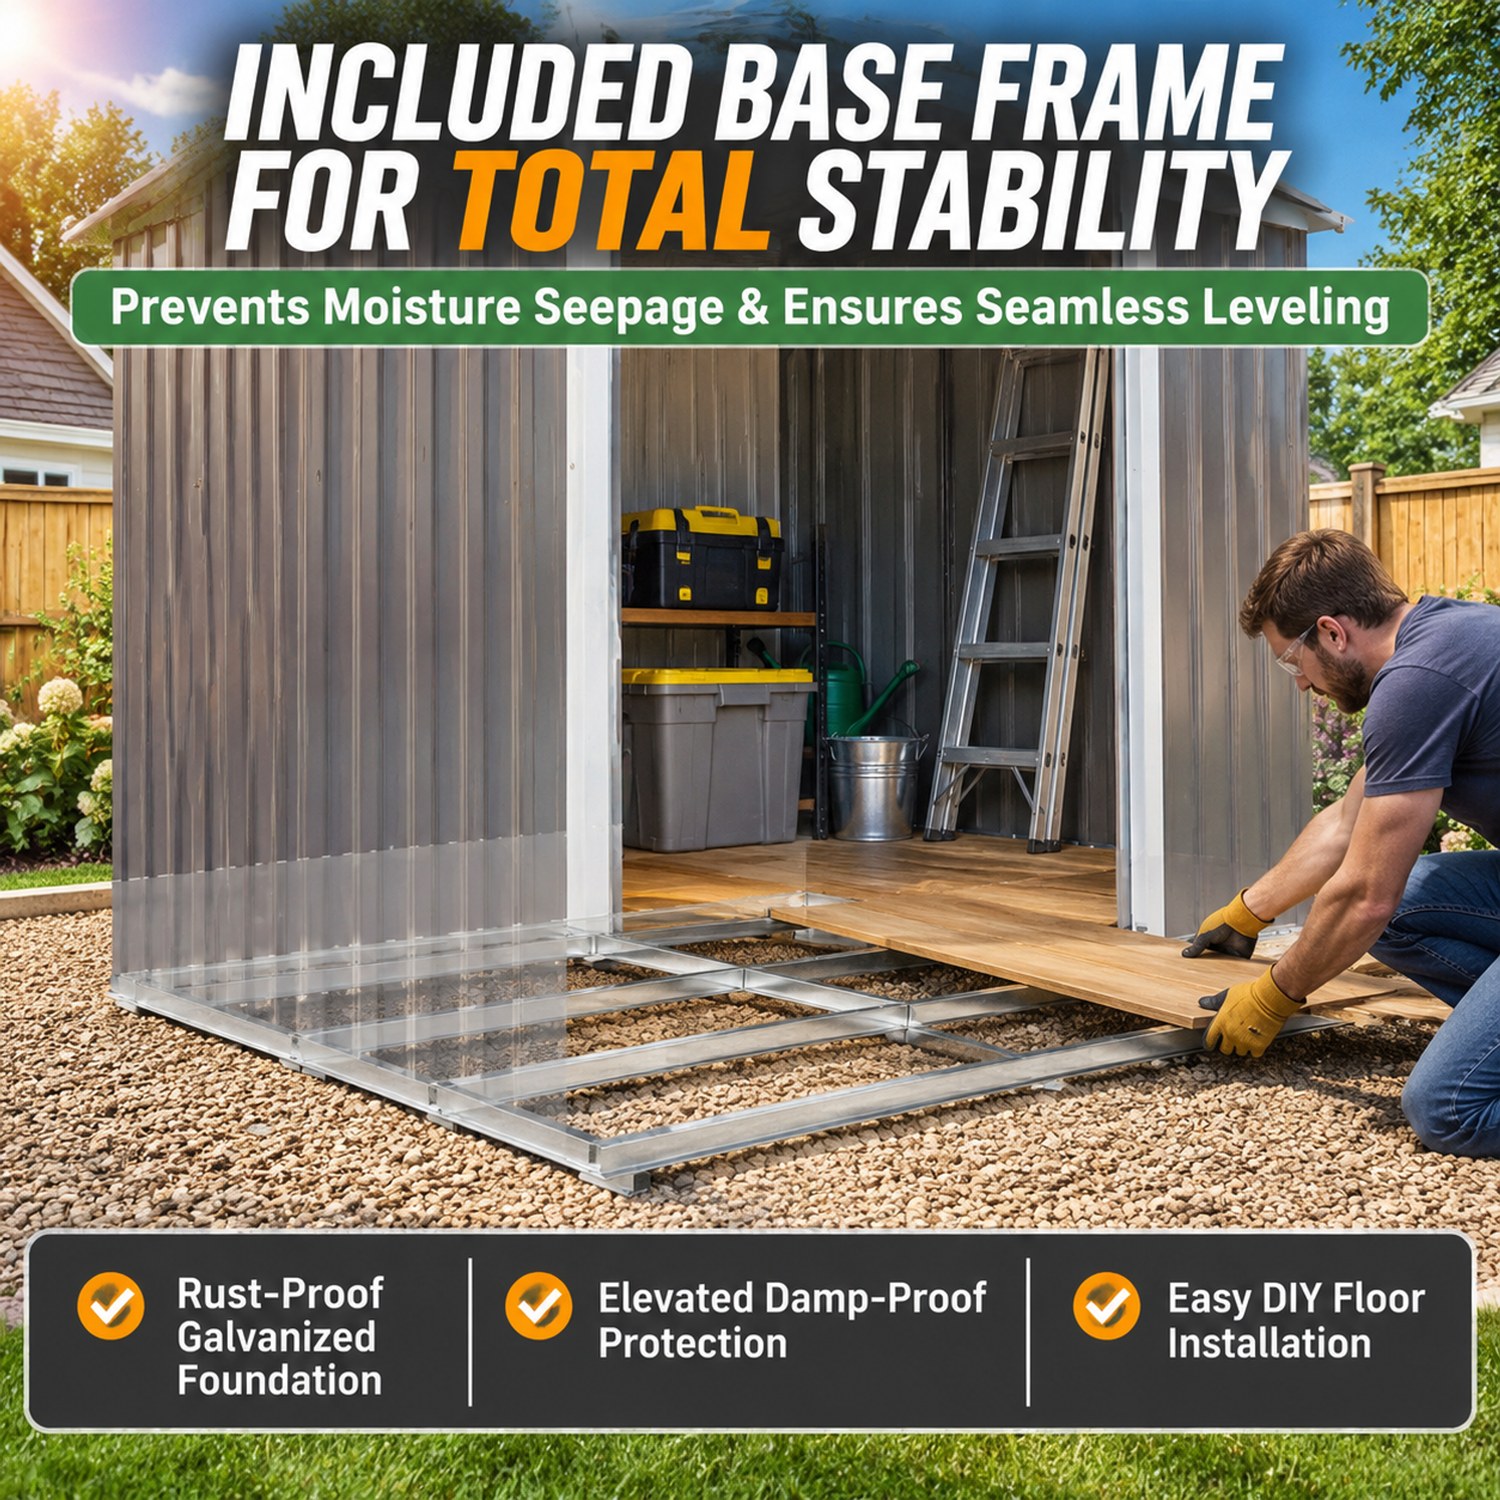 INCLUDED BASE FRAME
FOR TOTAL STABILITY
Prevents Moisture Seepage & Ensures Seamless Leveling
Rust-Proof
Galvanized
Foundation
Elevated Damp-Proof
Protection
Easy DIY Floor
Installation